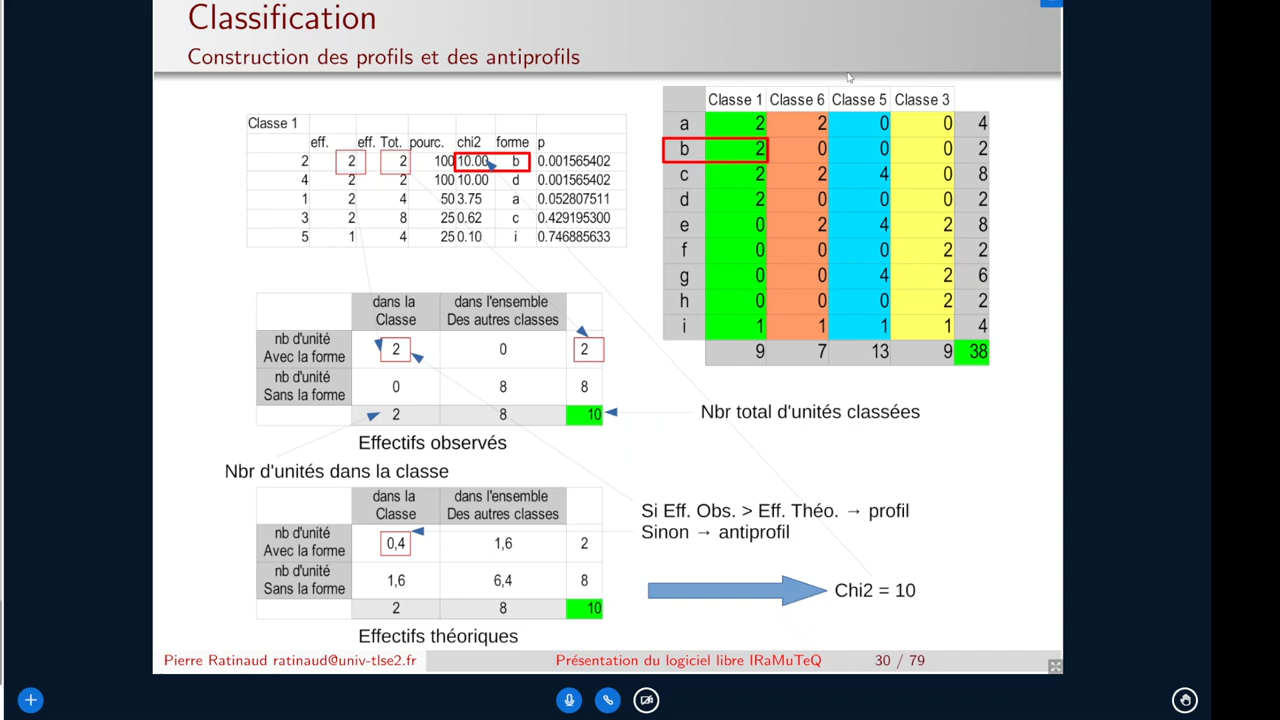 Classification
Construction des profils et des antiprofils
Classe 1
eff. eff. Tot. pourc. chi2 forme p
2 2 2 100 10.00 b 0.001565402
4 2 2 100 10.00 d 0.001565402
1 2 4 50 3.75 a 0.052807511
3 2 8 25 0.62 c 0.429195300
5 1 4 25 0.10 i 0.746885633
Classe 1 Classe 6 Classe 5 Classe 3
a 2 2 0 0 4
b 2 0 0 0 2
c 2 2 4 0 8
d 2 0 0 0 2
e 0 2 4 2 8
f 0 0 0 2 2
g 0 0 4 2 6
h 0 0 0 2 2
i 1 1 1 1 4
9 7 13 9 38
dans la dans l'ensemble
Classe Des autres classes
nb d'unité
Avec la forme 2 0 2
nb d'unité
Sans la forme 0 8 8
2 8 10
Effectifs observés
Nbr total d'unités classées
Nbr d'unités dans la classe
dans la dans l'ensemble
Classe Des autres classes
nb d'unité
Avec la forme 0,4 1,6 2
nb d'unité
Sans la forme 1,6 6,4 8
2 8 10
Effectifs théoriques
Si Eff. Obs. > Eff. Théo. → profil
Sinon → antiprofil
Chi2 = 10
Pierre Ratinaud ratinaud@univ-tlse2.fr Présentation du logiciel libre IRaMuTeQ 30 / 79